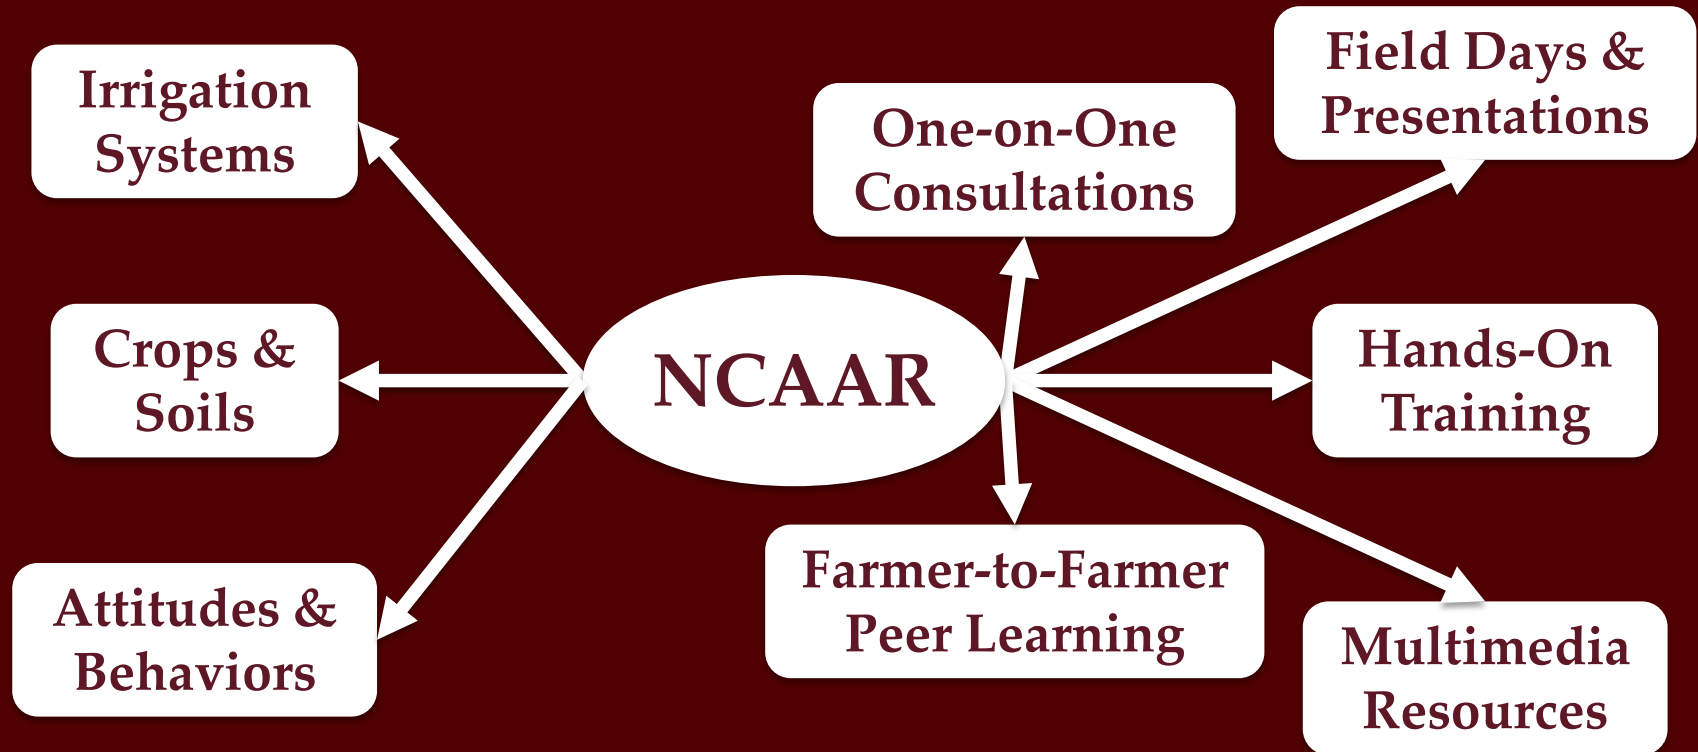 Irrigation
Systems
Crops &
Soils
Attitudes &
Behaviors
NCAAR
One-on-One
Consultations
Farmer-to-Farmer
Peer Learning
Field Days &
Presentations
Hands-On
Training
Multimedia
Resources